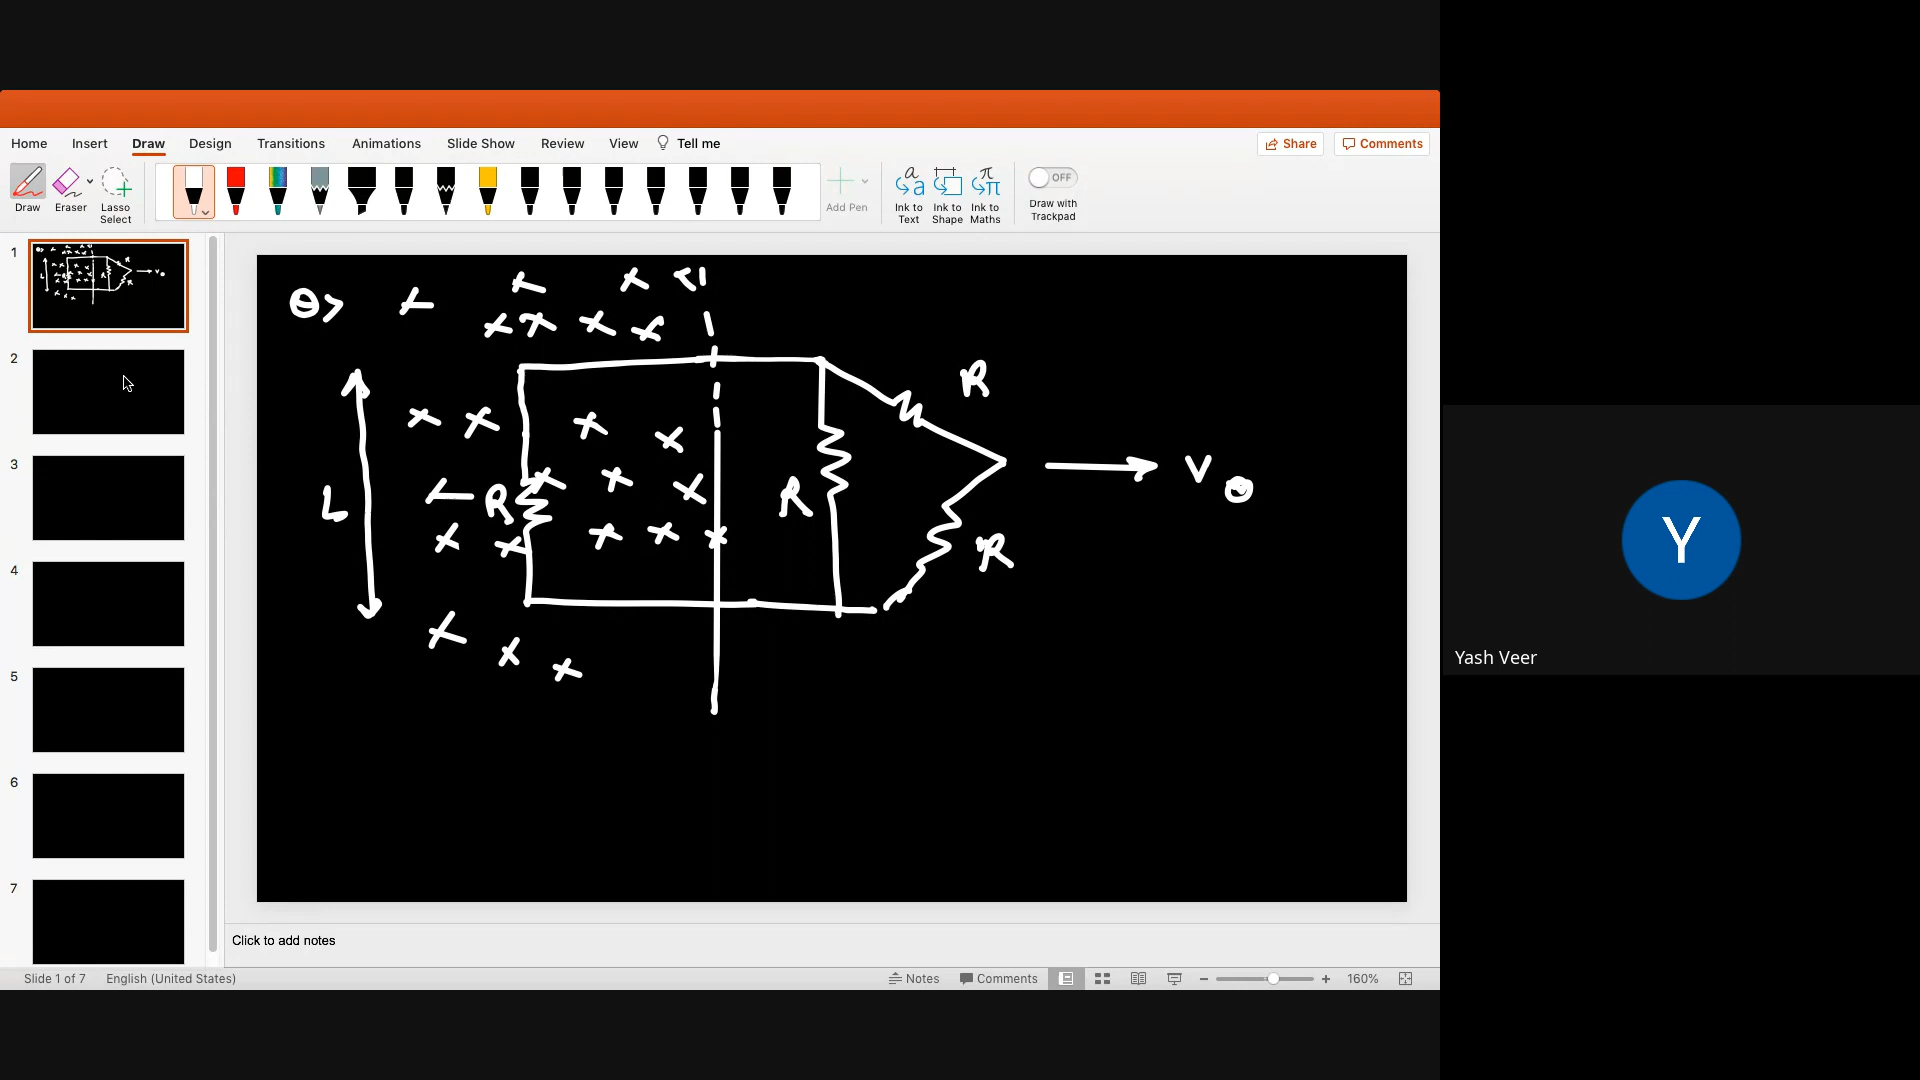 Home Insert Draw Design Transitions Animations Slide Show Review View Tell me
Share Comments
Draw Eraser Lasso Select
Add Pen
Ink to Text
Ink to Shape
Ink to Maths
OFF
Draw with Trackpad
1
2
3
4
5
6
7
L
R
R
R
R
V
Y
Yash Veer
Click to add notes
Slide 1 of 7 English (United States)
Notes Comments 160%